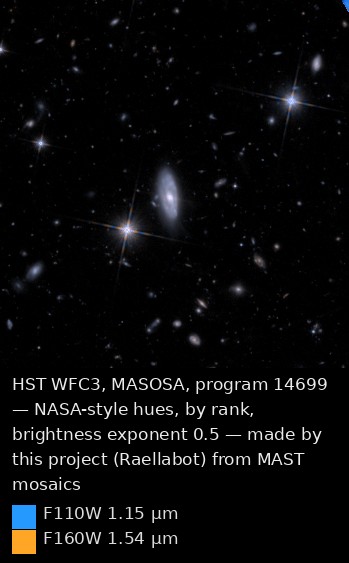 HST WFC3, MASOSA, program 14699
— NASA-style hues, by rank,
brightness exponent 0.5 — made by
this project (Raellabot) from MAST
mosaics
F110W 1.15 µm
F160W 1.54 µm